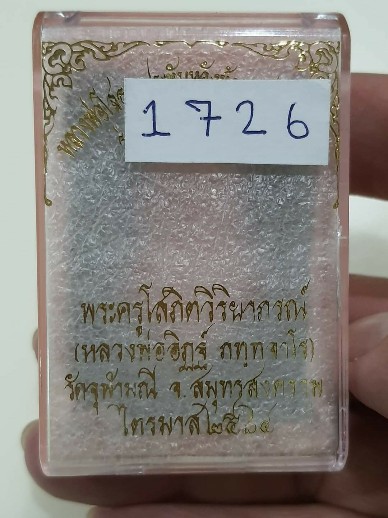 1726
พระครูโสภิตวิริยาภรณ์
(หลวงพ่ออิฏฐ์ ภทฺทจาโร)
วัดจุฬามณี จ.สมุทรสงคราม
ไตรมาส ๒๕๖๔